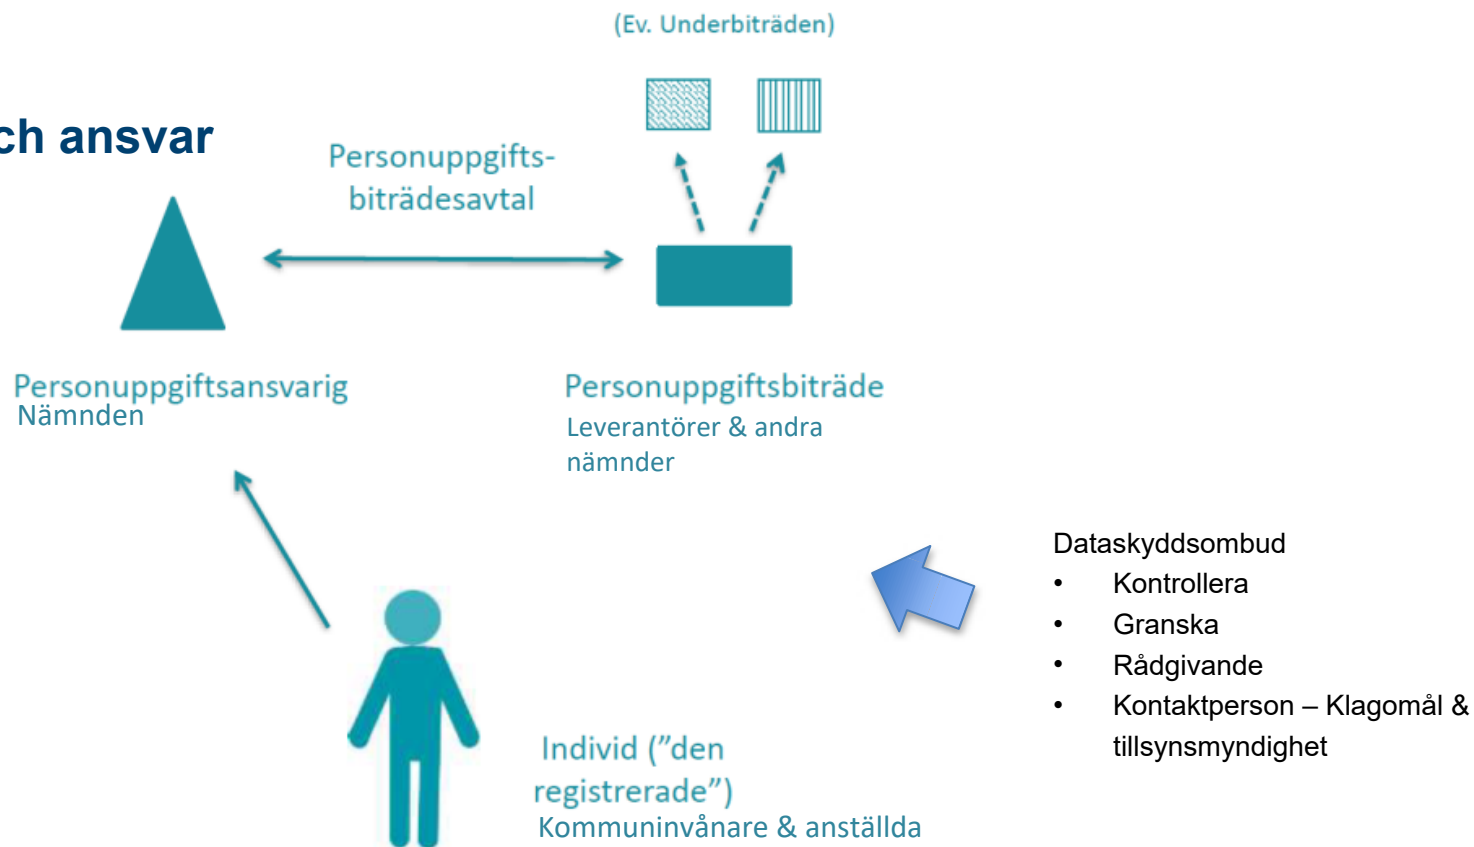 (Ev. Underbiträden)
ch ansvar
Personuppgifts-
biträdesavtal
Personuppgiftsansvarig
Nämnden
Personuppgiftsbiträde
Leverantörer & andra
nämnder
Dataskyddsombud
• Kontrollera
• Granska
• Rådgivande
• Kontaktperson – Klagomål &
tillsynsmyndighet
Individ (”den
registrerade”)
Kommuninvånare & anställda